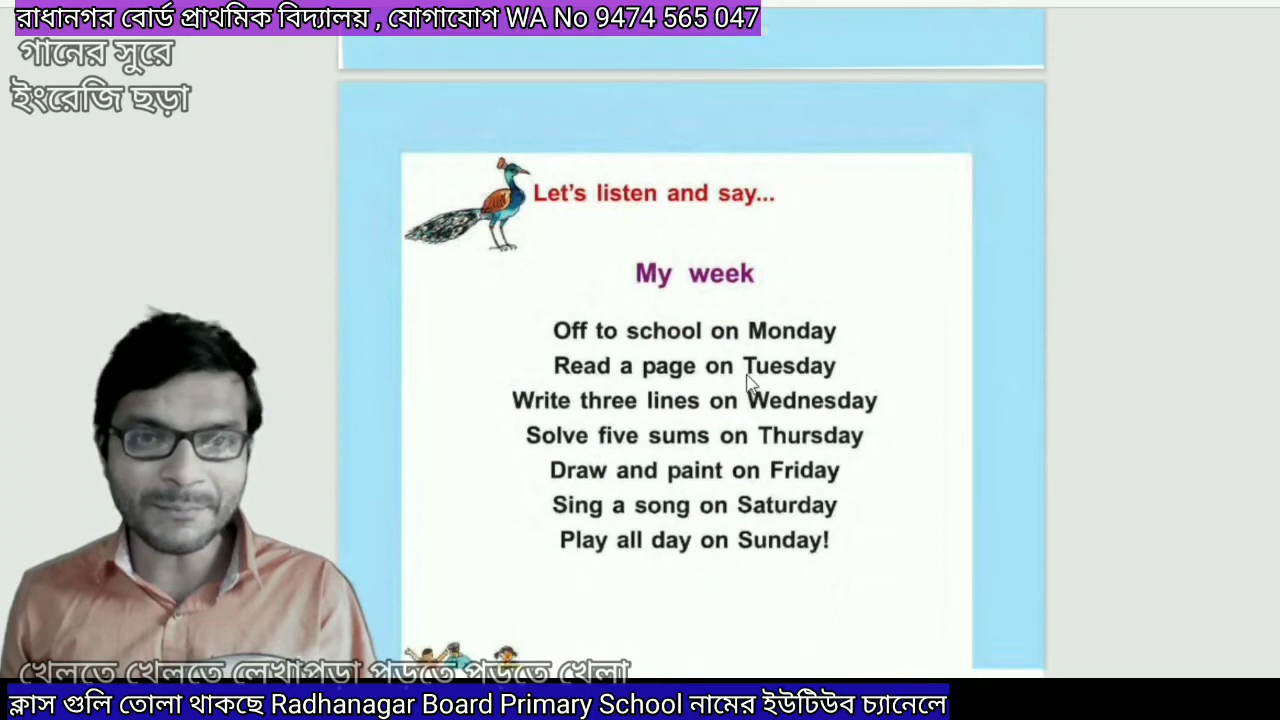 রাধানগর বোর্ড প্রাথমিক বিদ্যালয় , যোগাযোগ WA No 9474 565 047
গানের সুরে
ইংরেজি ছড়া
Let's listen and say...
My week
Off to school on Monday
Read a page on Tuesday
Write three lines on Wednesday
Solve five sums on Thursday
Draw and paint on Friday
Sing a song on Saturday
Play all day on Sunday!
খেলতে খেলতে লেখাপড়া পড়তে পড়তে খেলা
ক্লাস গুলি তোলা থাকছে Radhanagar Board Primary School নামের ইউটিউব চ্যানেলে